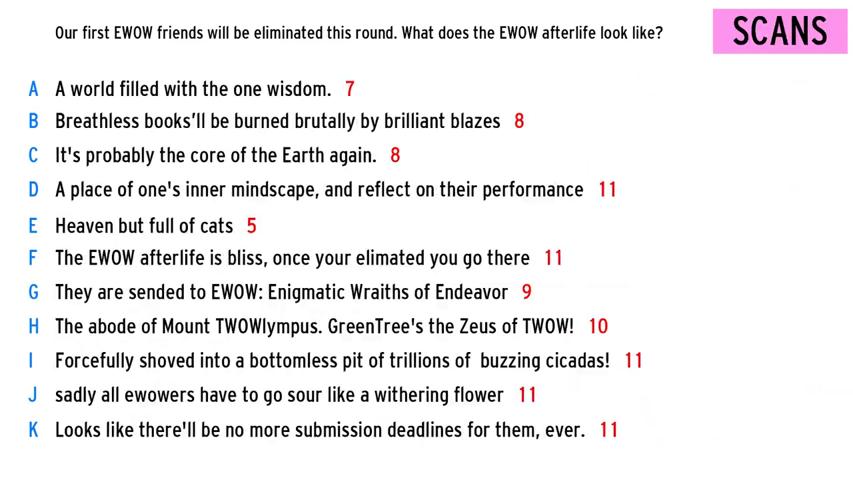 Our first EWOW friends will be eliminated this round. What does the EWOW afterlife look like?
SCANS
A A world filled with the one wisdom. 7
B Breathless books'll be burned brutally by brilliant blazes 8
C It's probably the core of the Earth again. 8
D A place of one's inner mindscape, and reflect on their performance 11
E Heaven but full of cats 5
F The EWOW afterlife is bliss, once your elimated you go there 11
G They are sended to EWOW: Enigmatic Wraiths of Endeavor 9
H The abode of Mount TWOWlympus. GreenTree's the Zeus of TWOW! 10
I Forcefully shoved into a bottomless pit of trillions of  buzzing cicadas! 11
J sadly all ewowers have to go sour like a withering flower 11
K Looks like there'll be no more submission deadlines for them, ever. 11